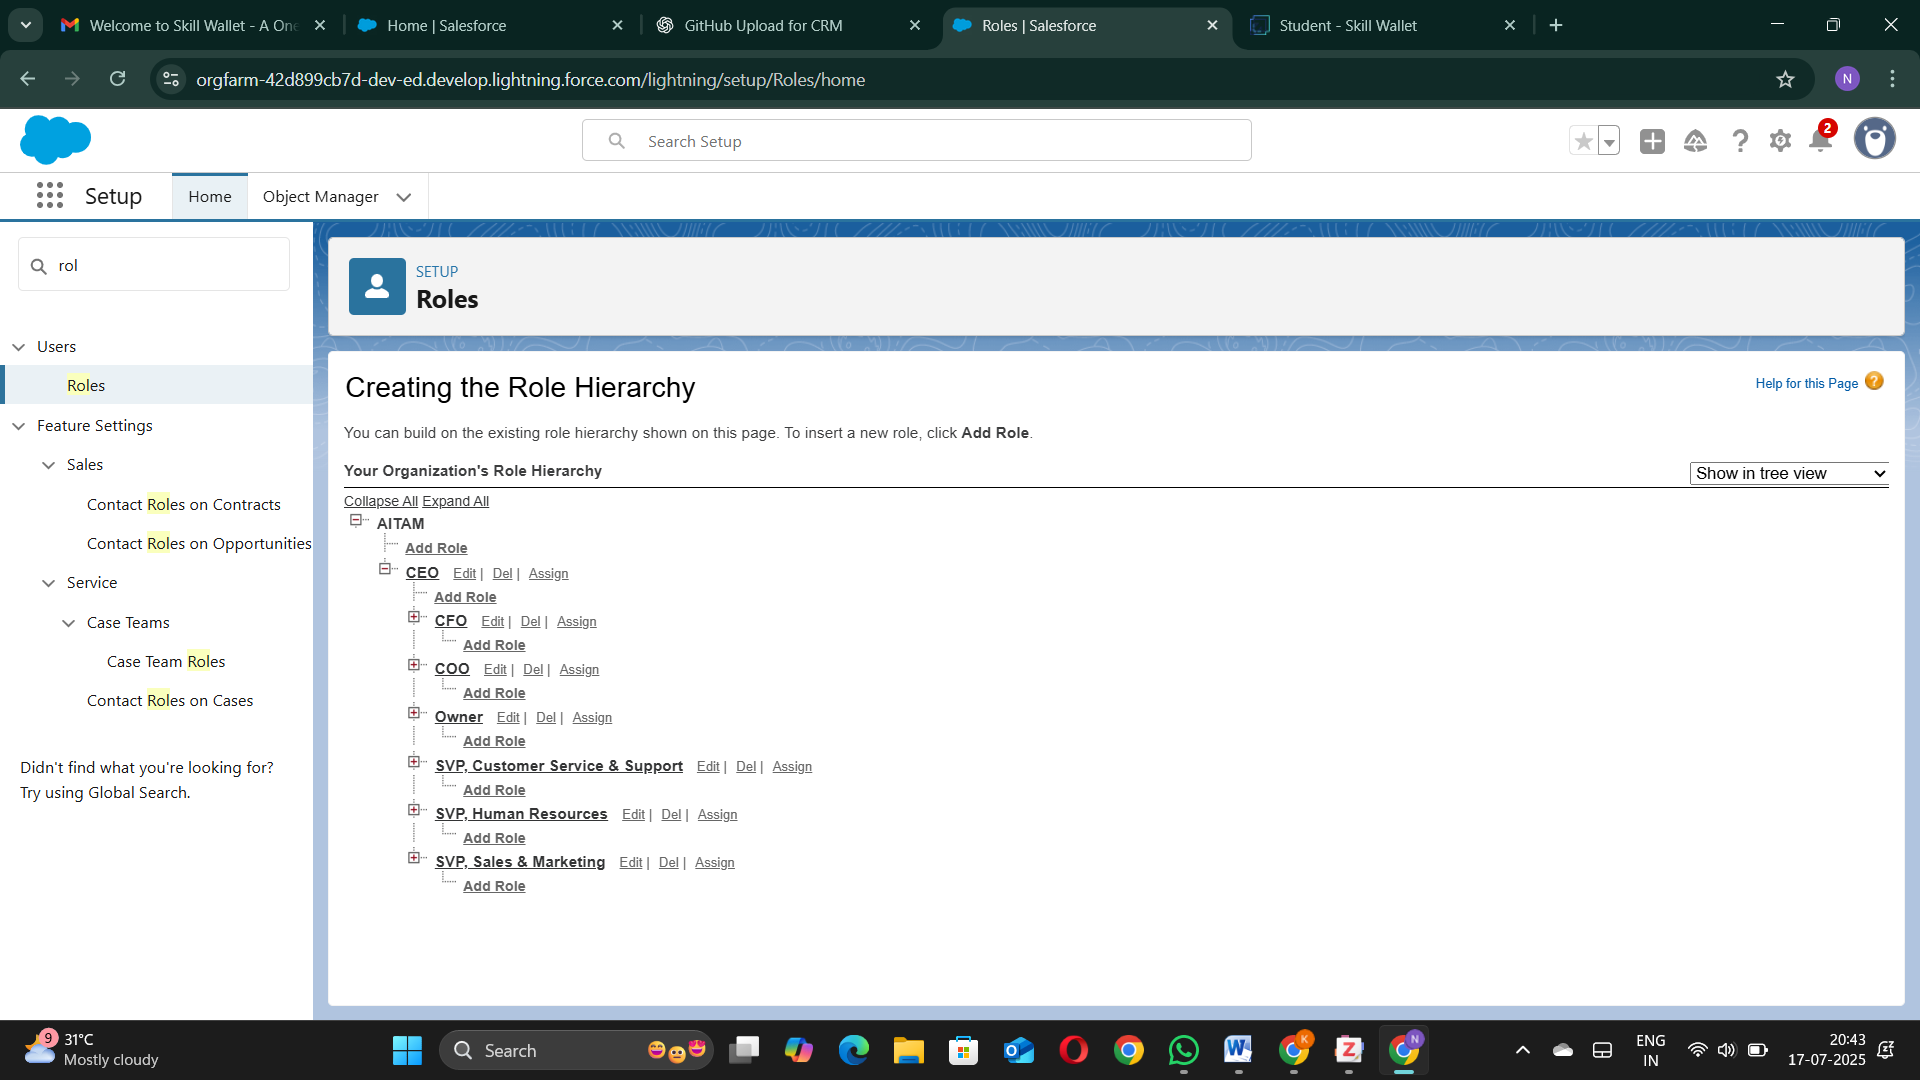 Welcome to Skill Wallet - A One
Home | Salesforce
GitHub Upload for CRM
Roles | Salesforce
Student - Skill Wallet
orgfarm-42d899cb7d-dev-ed.develop.lightning.force.com/lightning/setup/Roles/home
N
Search Setup
2
Setup
Home
Object Manager
rol
Users
Roles
Feature Settings
Sales
Contact Roles on Contracts
Contact Roles on Opportunities
Service
Case Teams
Case Team Roles
Contact Roles on Cases
Didn't find what you're looking for?
Try using Global Search.
SETUP
Roles
Creating the Role Hierarchy
Help for this Page ?
You can build on the existing role hierarchy shown on this page. To insert a new role, click Add Role.
Your Organization's Role Hierarchy
Show in tree view
Collapse All Expand All
AITAM
Add Role
CEO Edit | Del | Assign
Add Role
CFO Edit | Del | Assign
Add Role
COO Edit | Del | Assign
Add Role
Owner Edit | Del | Assign
Add Role
SVP, Customer Service & Support Edit | Del | Assign
Add Role
SVP, Human Resources Edit | Del | Assign
Add Role
SVP, Sales & Marketing Edit | Del | Assign
Add Role
9
31°C
Mostly cloudy
Search
K
N
ENG
IN
20:43
17-07-2025